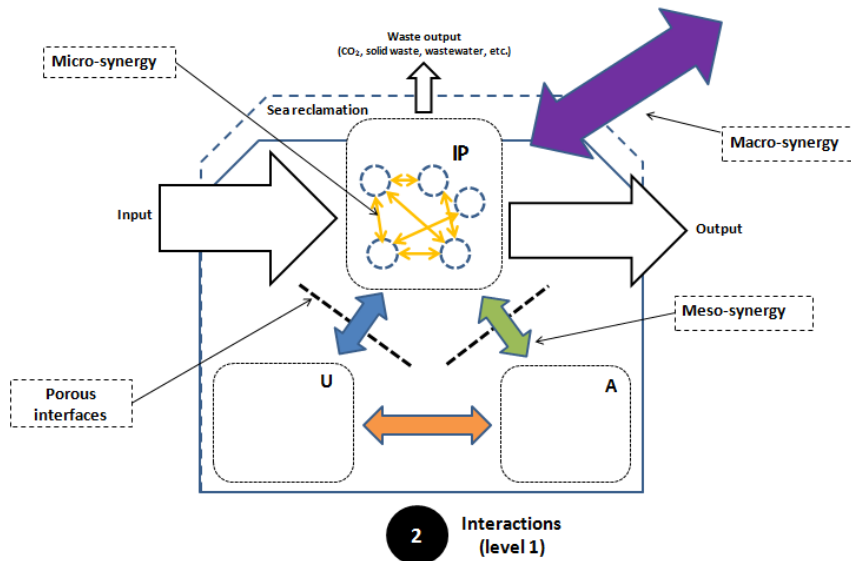 Waste output
(CO₂, solid waste, wastewater, etc.)
Micro-synergy
Sea reclamation
IP
Macro-synergy
Input
Output
Meso-synergy
Porous
interfaces
U
A
2
Interactions
(level 1)